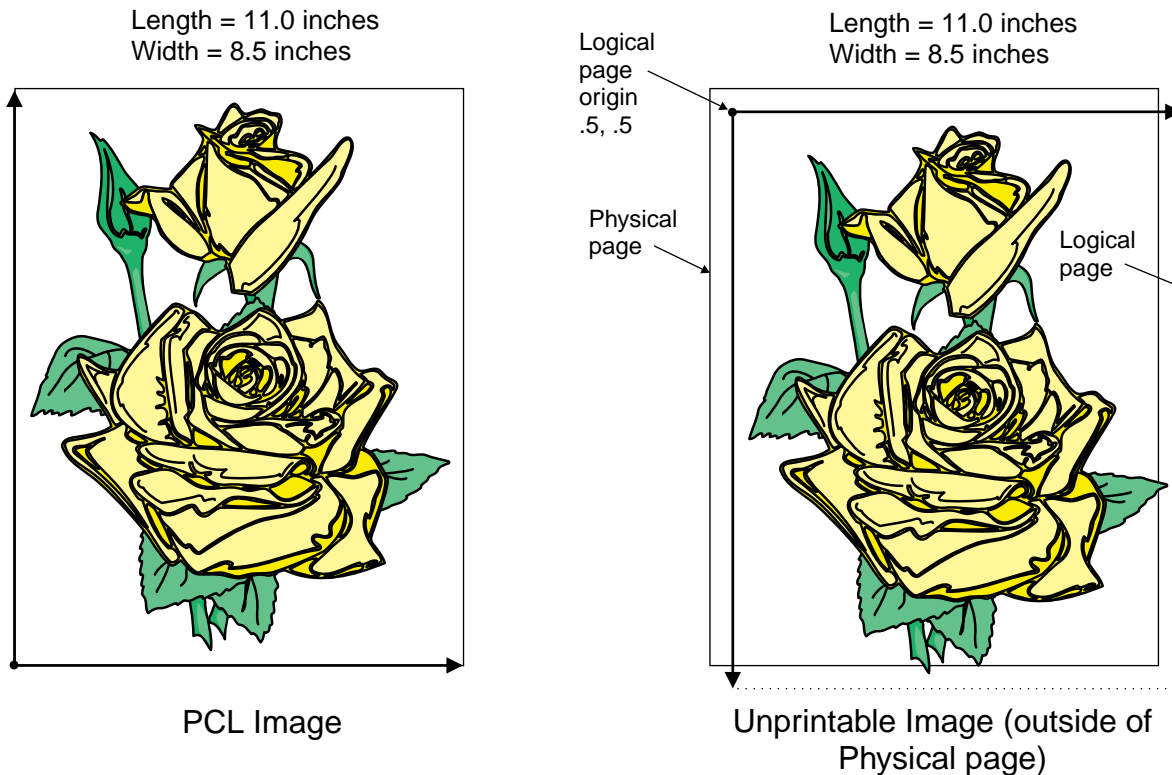 Length = 11.0 inches
Width = 8.5 inches
PCL Image
Length = 11.0 inches
Width = 8.5 inches
Logical
page
origin
.5, .5
Physical
page
Logical
page
Unprintable Image (outside of
Physical page)